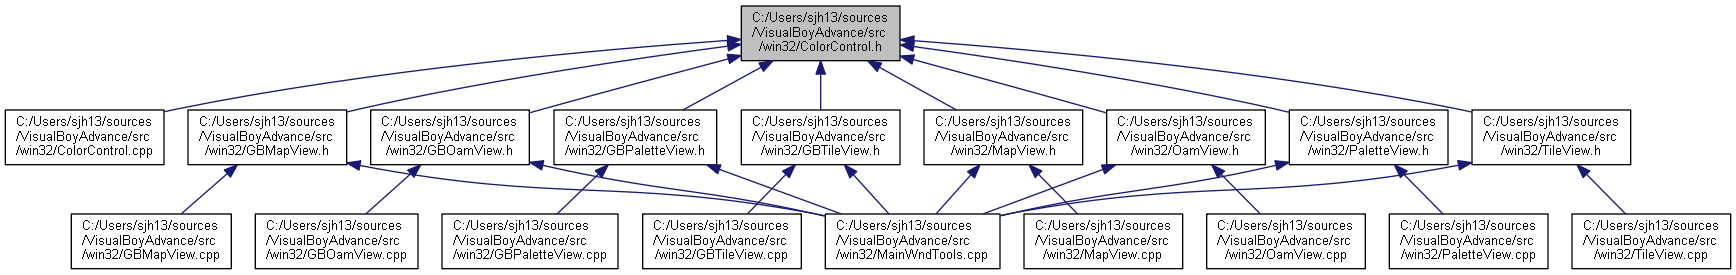 C:/Users/sjh13/sources
/VisualBoyAdvance/src
/win32/ColorControl.h
C:/Users/sjh13/sources
/VisualBoyAdvance/src
/win32/ColorControl.cpp
C:/Users/sjh13/sources
/VisualBoyAdvance/src
/win32/GBMapView.h
C:/Users/sjh13/sources
/VisualBoyAdvance/src
/win32/GBOamView.h
C:/Users/sjh13/sources
/VisualBoyAdvance/src
/win32/GBPaletteView.h
C:/Users/sjh13/sources
/VisualBoyAdvance/src
/win32/GBTileView.h
C:/Users/sjh13/sources
/VisualBoyAdvance/src
/win32/MapView.h
C:/Users/sjh13/sources
/VisualBoyAdvance/src
/win32/OamView.h
C:/Users/sjh13/sources
/VisualBoyAdvance/src
/win32/PaletteView.h
C:/Users/sjh13/sources
/VisualBoyAdvance/src
/win32/TileView.h
C:/Users/sjh13/sources
/VisualBoyAdvance/src
/win32/GBMapView.cpp
C:/Users/sjh13/sources
/VisualBoyAdvance/src
/win32/GBOamView.cpp
C:/Users/sjh13/sources
/VisualBoyAdvance/src
/win32/GBPaletteView.cpp
C:/Users/sjh13/sources
/VisualBoyAdvance/src
/win32/GBTileView.cpp
C:/Users/sjh13/sources
/VisualBoyAdvance/src
/win32/MainWndTools.cpp
C:/Users/sjh13/sources
/VisualBoyAdvance/src
/win32/MapView.cpp
C:/Users/sjh13/sources
/VisualBoyAdvance/src
/win32/OamView.cpp
C:/Users/sjh13/sources
/VisualBoyAdvance/src
/win32/PaletteView.cpp
C:/Users/sjh13/sources
/VisualBoyAdvance/src
/win32/TileView.cpp